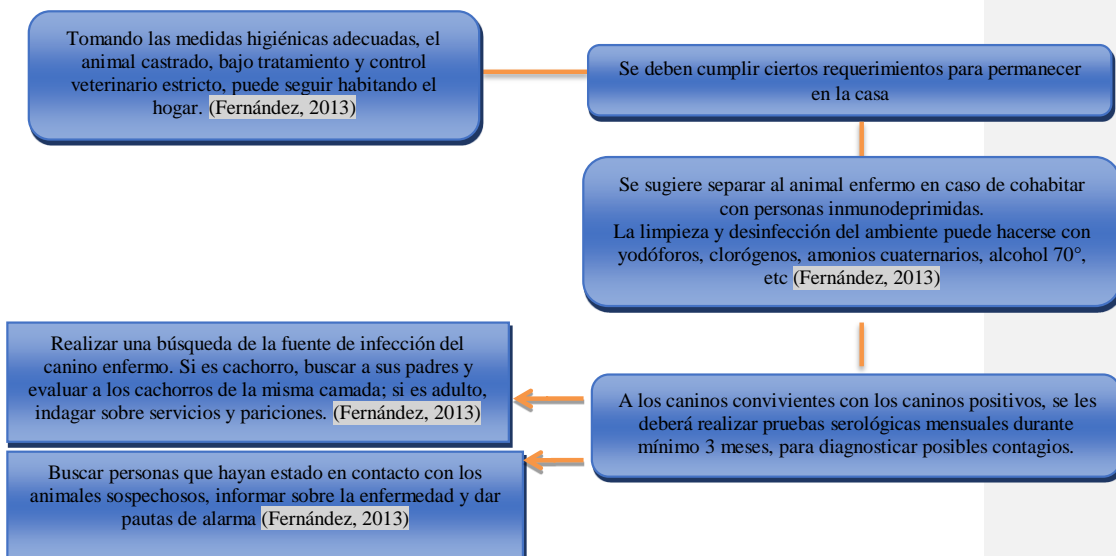 Tomando las medidas higiénicas adecuadas, el
animal castrado, bajo tratamiento y control
veterinario estricto, puede seguir habitando el
hogar. (Fernández, 2013)
Se deben cumplir ciertos requerimientos para permanecer
en la casa
Se sugiere separar al animal enfermo en caso de cohabitar
con personas inmunodeprimidas.
La limpieza y desinfección del ambiente puede hacerse con
yodóforos, clorógenos, amonios cuaternarios, alcohol 70°,
etc (Fernández, 2013)
A los caninos convivientes con los caninos positivos, se les
deberá realizar pruebas serológicas mensuales durante
mínimo 3 meses, para diagnosticar posibles contagios.
Realizar una búsqueda de la fuente de infección del
canino enfermo. Si es cachorro, buscar a sus padres y
evaluar a los cachorros de la misma camada; si es adulto,
indagar sobre servicios y pariciones. (Fernández, 2013)
Buscar personas que hayan estado en contacto con los
animales sospechosos, informar sobre la enfermedad y dar
pautas de alarma (Fernández, 2013)